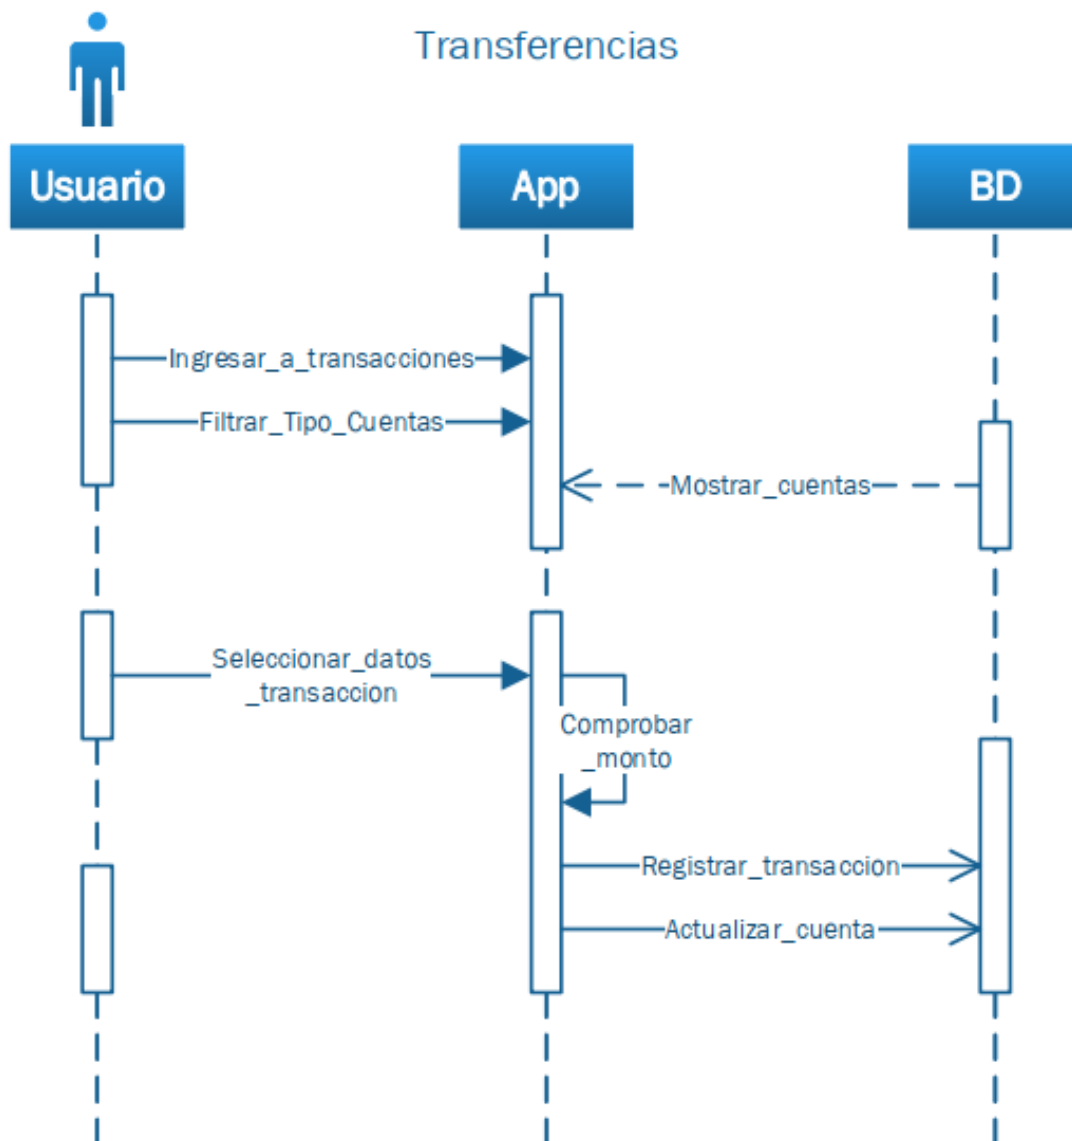 Transferencias
Usuario
App
BD
Ingresar_a_transacciones
Filtrar_Tipo_Cuentas
Mostrar_cuentas
Seleccionar_datos
_transaccion
Comprobar
_monto
Registrar_transaccion
Actualizar_cuenta